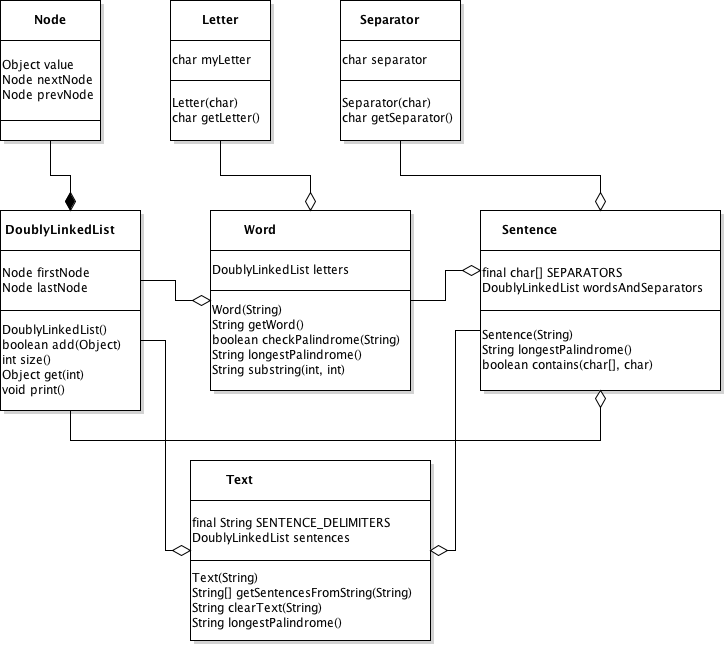 Node
Object value
Node nextNode
Node prevNode
Letter
char myLetter
Letter(char)
char getLetter()
Separator
char separator
Separator(char)
char getSeparator()
DoublyLinkedList
Node firstNode
Node lastNode
DoublyLinkedList()
boolean add(Object)
int size()
Object get(int)
void print()
Word
DoublyLinkedList letters
Word(String)
String getWord()
boolean checkPalindrome(String)
String longestPalindrome()
String substring(int, int)
Sentence
final char[] SEPARATORS
DoublyLinkedList wordsAndSeparators
Sentence(String)
String longestPalindrome()
boolean contains(char[], char)
Text
final String SENTENCE_DELIMITERS
DoublyLinkedList sentences
Text(String)
String[] getSentencesFromString(String)
String clearText(String)
String longestPalindrome()